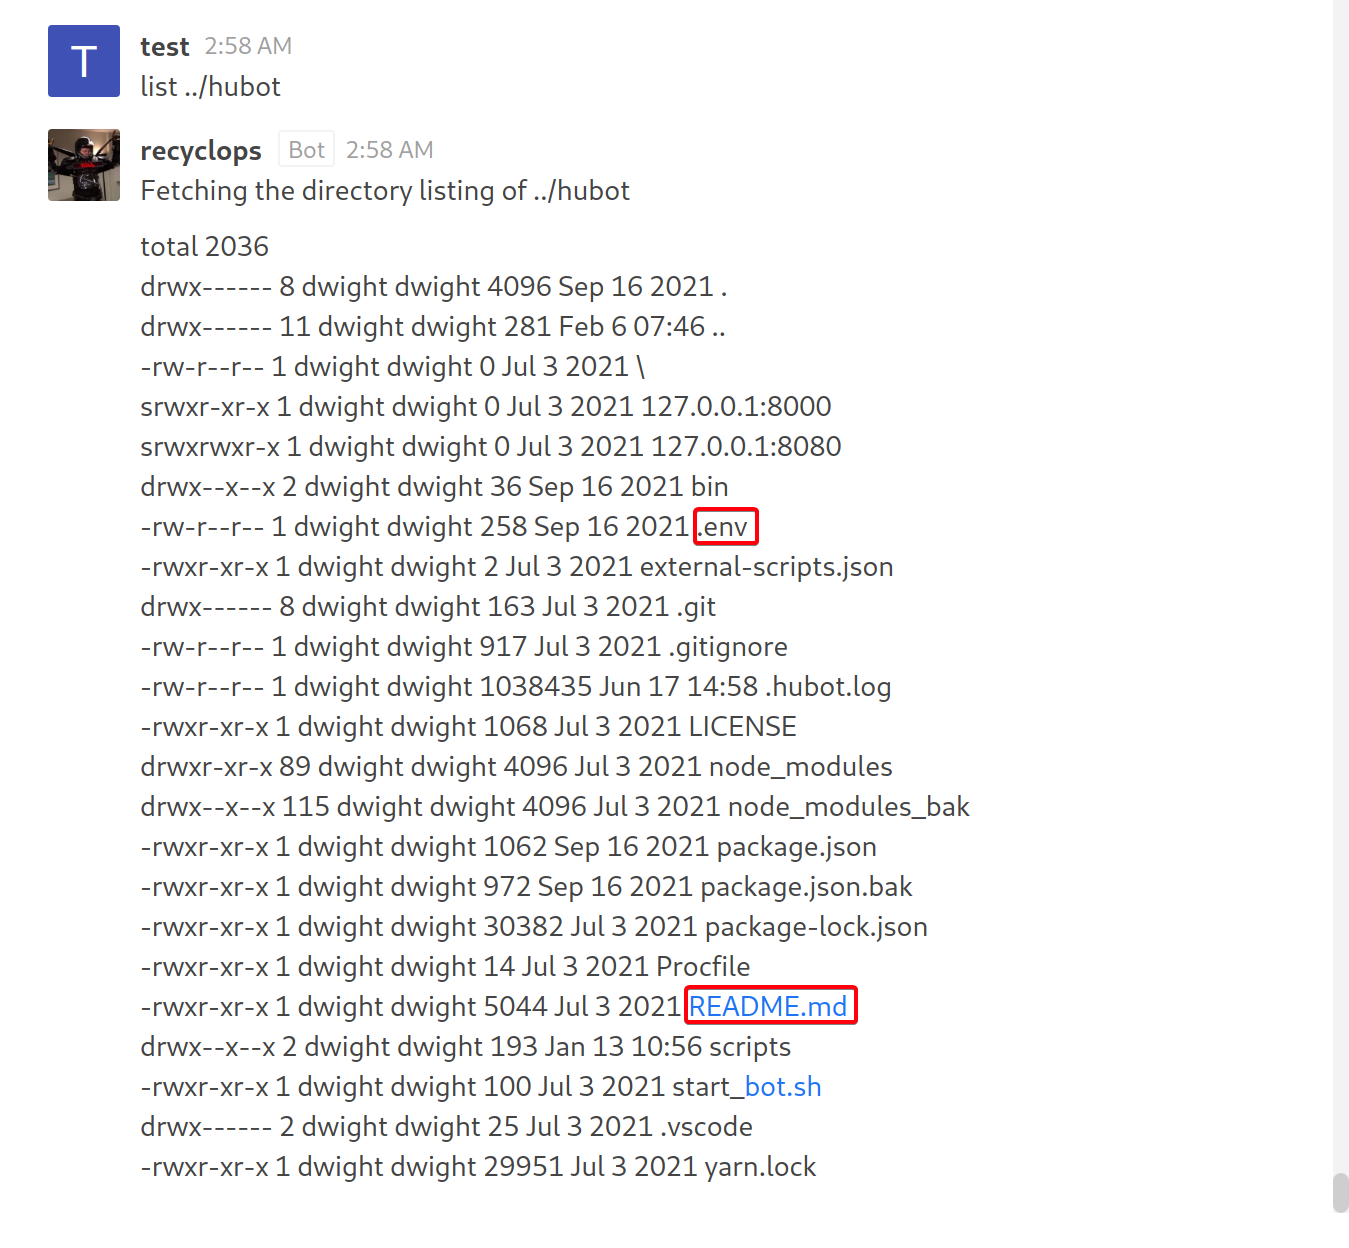 T
test 2:58 AM
list ../hubot
recyclops Bot 2:58 AM
Fetching the directory listing of ../hubot
total 2036
drwx------ 8 dwight dwight 4096 Sep 16 2021 .
drwx------ 11 dwight dwight 281 Feb 6 07:46 ..
-rw-r--r-- 1 dwight dwight 0 Jul 3 2021 \
srwxr-xr-x 1 dwight dwight 0 Jul 3 2021 127.0.0.1:8000
srwxrwxr-x 1 dwight dwight 0 Jul 3 2021 127.0.0.1:8080
drwx--x--x 2 dwight dwight 36 Sep 16 2021 bin
-rw-r--r-- 1 dwight dwight 258 Sep 16 2021 .env
-rwxr-xr-x 1 dwight dwight 2 Jul 3 2021 external-scripts.json
drwx------ 8 dwight dwight 163 Jul 3 2021 .git
-rw-r--r-- 1 dwight dwight 917 Jul 3 2021 .gitignore
-rw-r--r-- 1 dwight dwight 1038435 Jun 17 14:58 .hubot.log
-rwxr-xr-x 1 dwight dwight 1068 Jul 3 2021 LICENSE
drwxr-xr-x 89 dwight dwight 4096 Jul 3 2021 node_modules
drwx--x--x 115 dwight dwight 4096 Jul 3 2021 node_modules_bak
-rwxr-xr-x 1 dwight dwight 1062 Sep 16 2021 package.json
-rwxr-xr-x 1 dwight dwight 972 Sep 16 2021 package.json.bak
-rwxr-xr-x 1 dwight dwight 30382 Jul 3 2021 package-lock.json
-rwxr-xr-x 1 dwight dwight 14 Jul 3 2021 Procfile
-rwxr-xr-x 1 dwight dwight 5044 Jul 3 2021 README.md
drwx--x--x 2 dwight dwight 193 Jan 13 10:56 scripts
-rwxr-xr-x 1 dwight dwight 100 Jul 3 2021 start_bot.sh
drwx------ 2 dwight dwight 25 Jul 3 2021 .vscode
-rwxr-xr-x 1 dwight dwight 29951 Jul 3 2021 yarn.lock